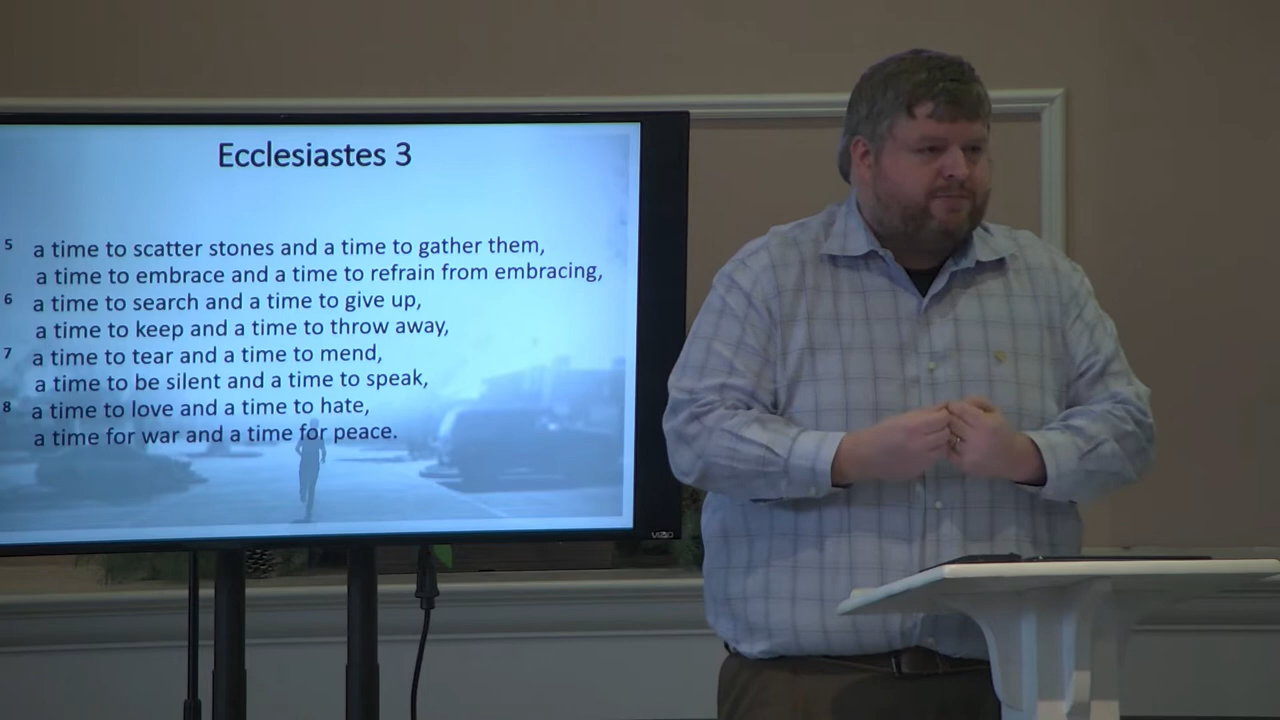 Ecclesiastes 3
5 a time to scatter stones and a time to gather them,
a time to embrace and a time to refrain from embracing,
6 a time to search and a time to give up,
a time to keep and a time to throw away,
7 a time to tear and a time to mend,
a time to be silent and a time to speak,
8 a time to love and a time to hate,
a time for war and a time for peace.
VIZIO